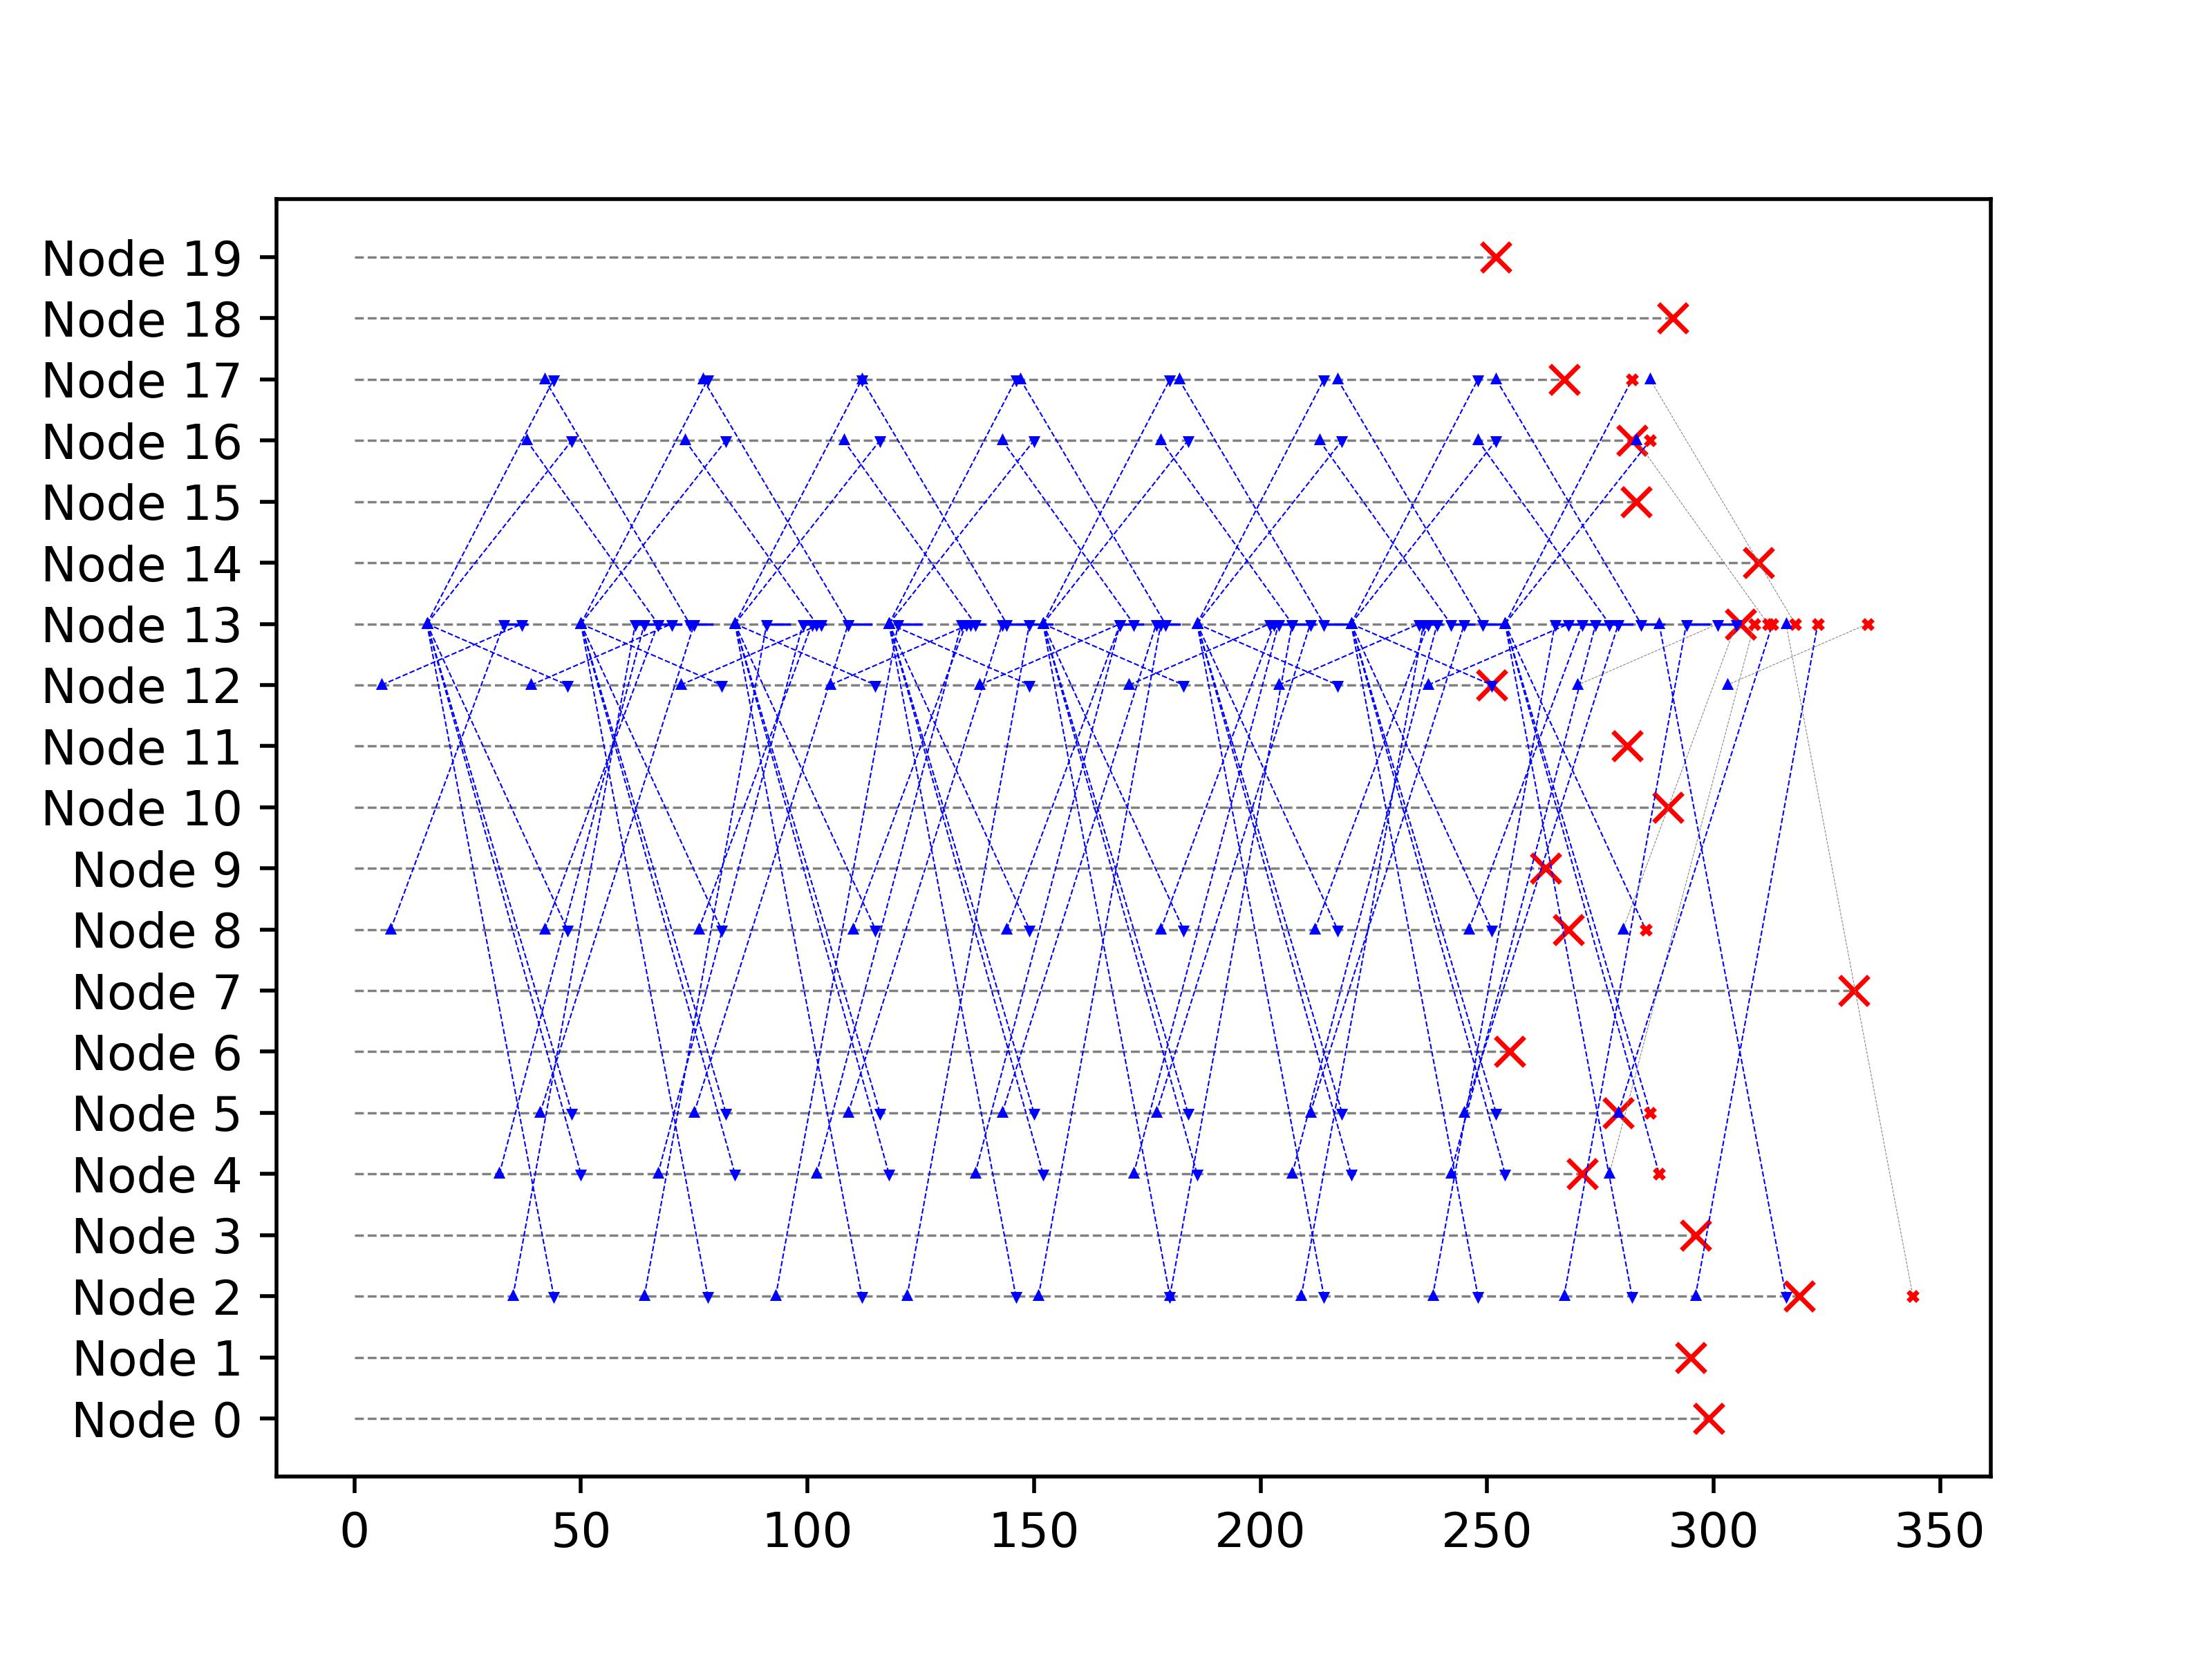 Node 19
Node 18
Node 17
Node 16
Node 15
Node 14
Node 13
Node 12
Node 11
Node 10
Node 9
Node 8
Node 7
Node 6
Node 5
Node 4
Node 3
Node 2
Node 1
Node 0
0 50 100 150 200 250 300 350